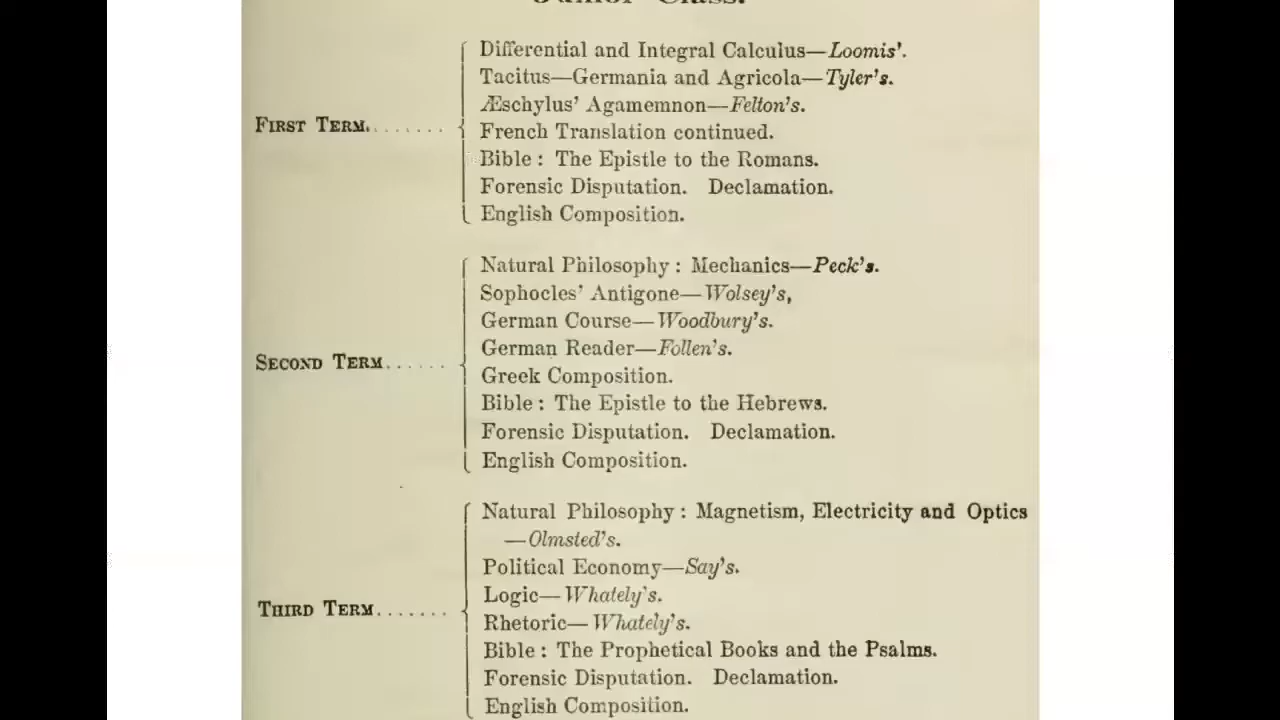 Junior Class.
Differential and Integral Calculus—Loomis'.
Tacitus—Germania and Agricola—Tyler's.
Æschylus' Agamemnon—Felton's.
FIRST TERM........ French Translation continued.
Bible : The Epistle to the Romans.
Forensic Disputation. Declamation.
English Composition.
Natural Philosophy : Mechanics—Peck's.
Sophocles' Antigone—Wolsey's,
German Course—Woodbury's.
German Reader—Follen's.
SECOND TERM...... Greek Composition.
Bible : The Epistle to the Hebrews.
Forensic Disputation. Declamation.
English Composition.
Natural Philosophy : Magnetism, Electricity and Optics
—Olmsted's.
Political Economy—Say's.
Logic—Whately's.
THIRD TERM....... Rhetoric—Whately's.
Bible : The Prophetical Books and the Psalms.
Forensic Disputation. Declamation.
English Composition.